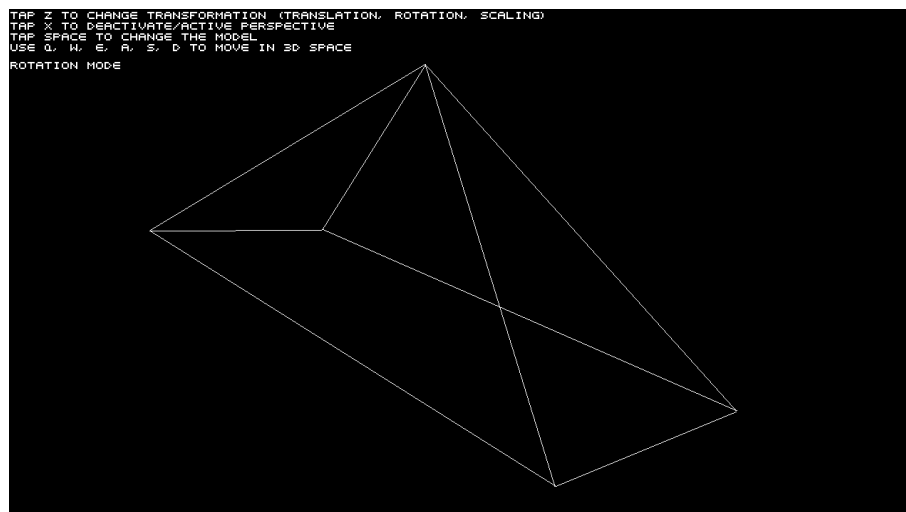 TAP Z TO CHANGE TRANSFORMATION (TRANSLATION, ROTATION, SCALING)
TAP X TO DEACTIVATE/ACTIVE PERSPECTIVE
TAP SPACE TO CHANGE THE MODEL
USE Q, W, E, A, S, D TO MOVE IN 3D SPACE
ROTATION MODE